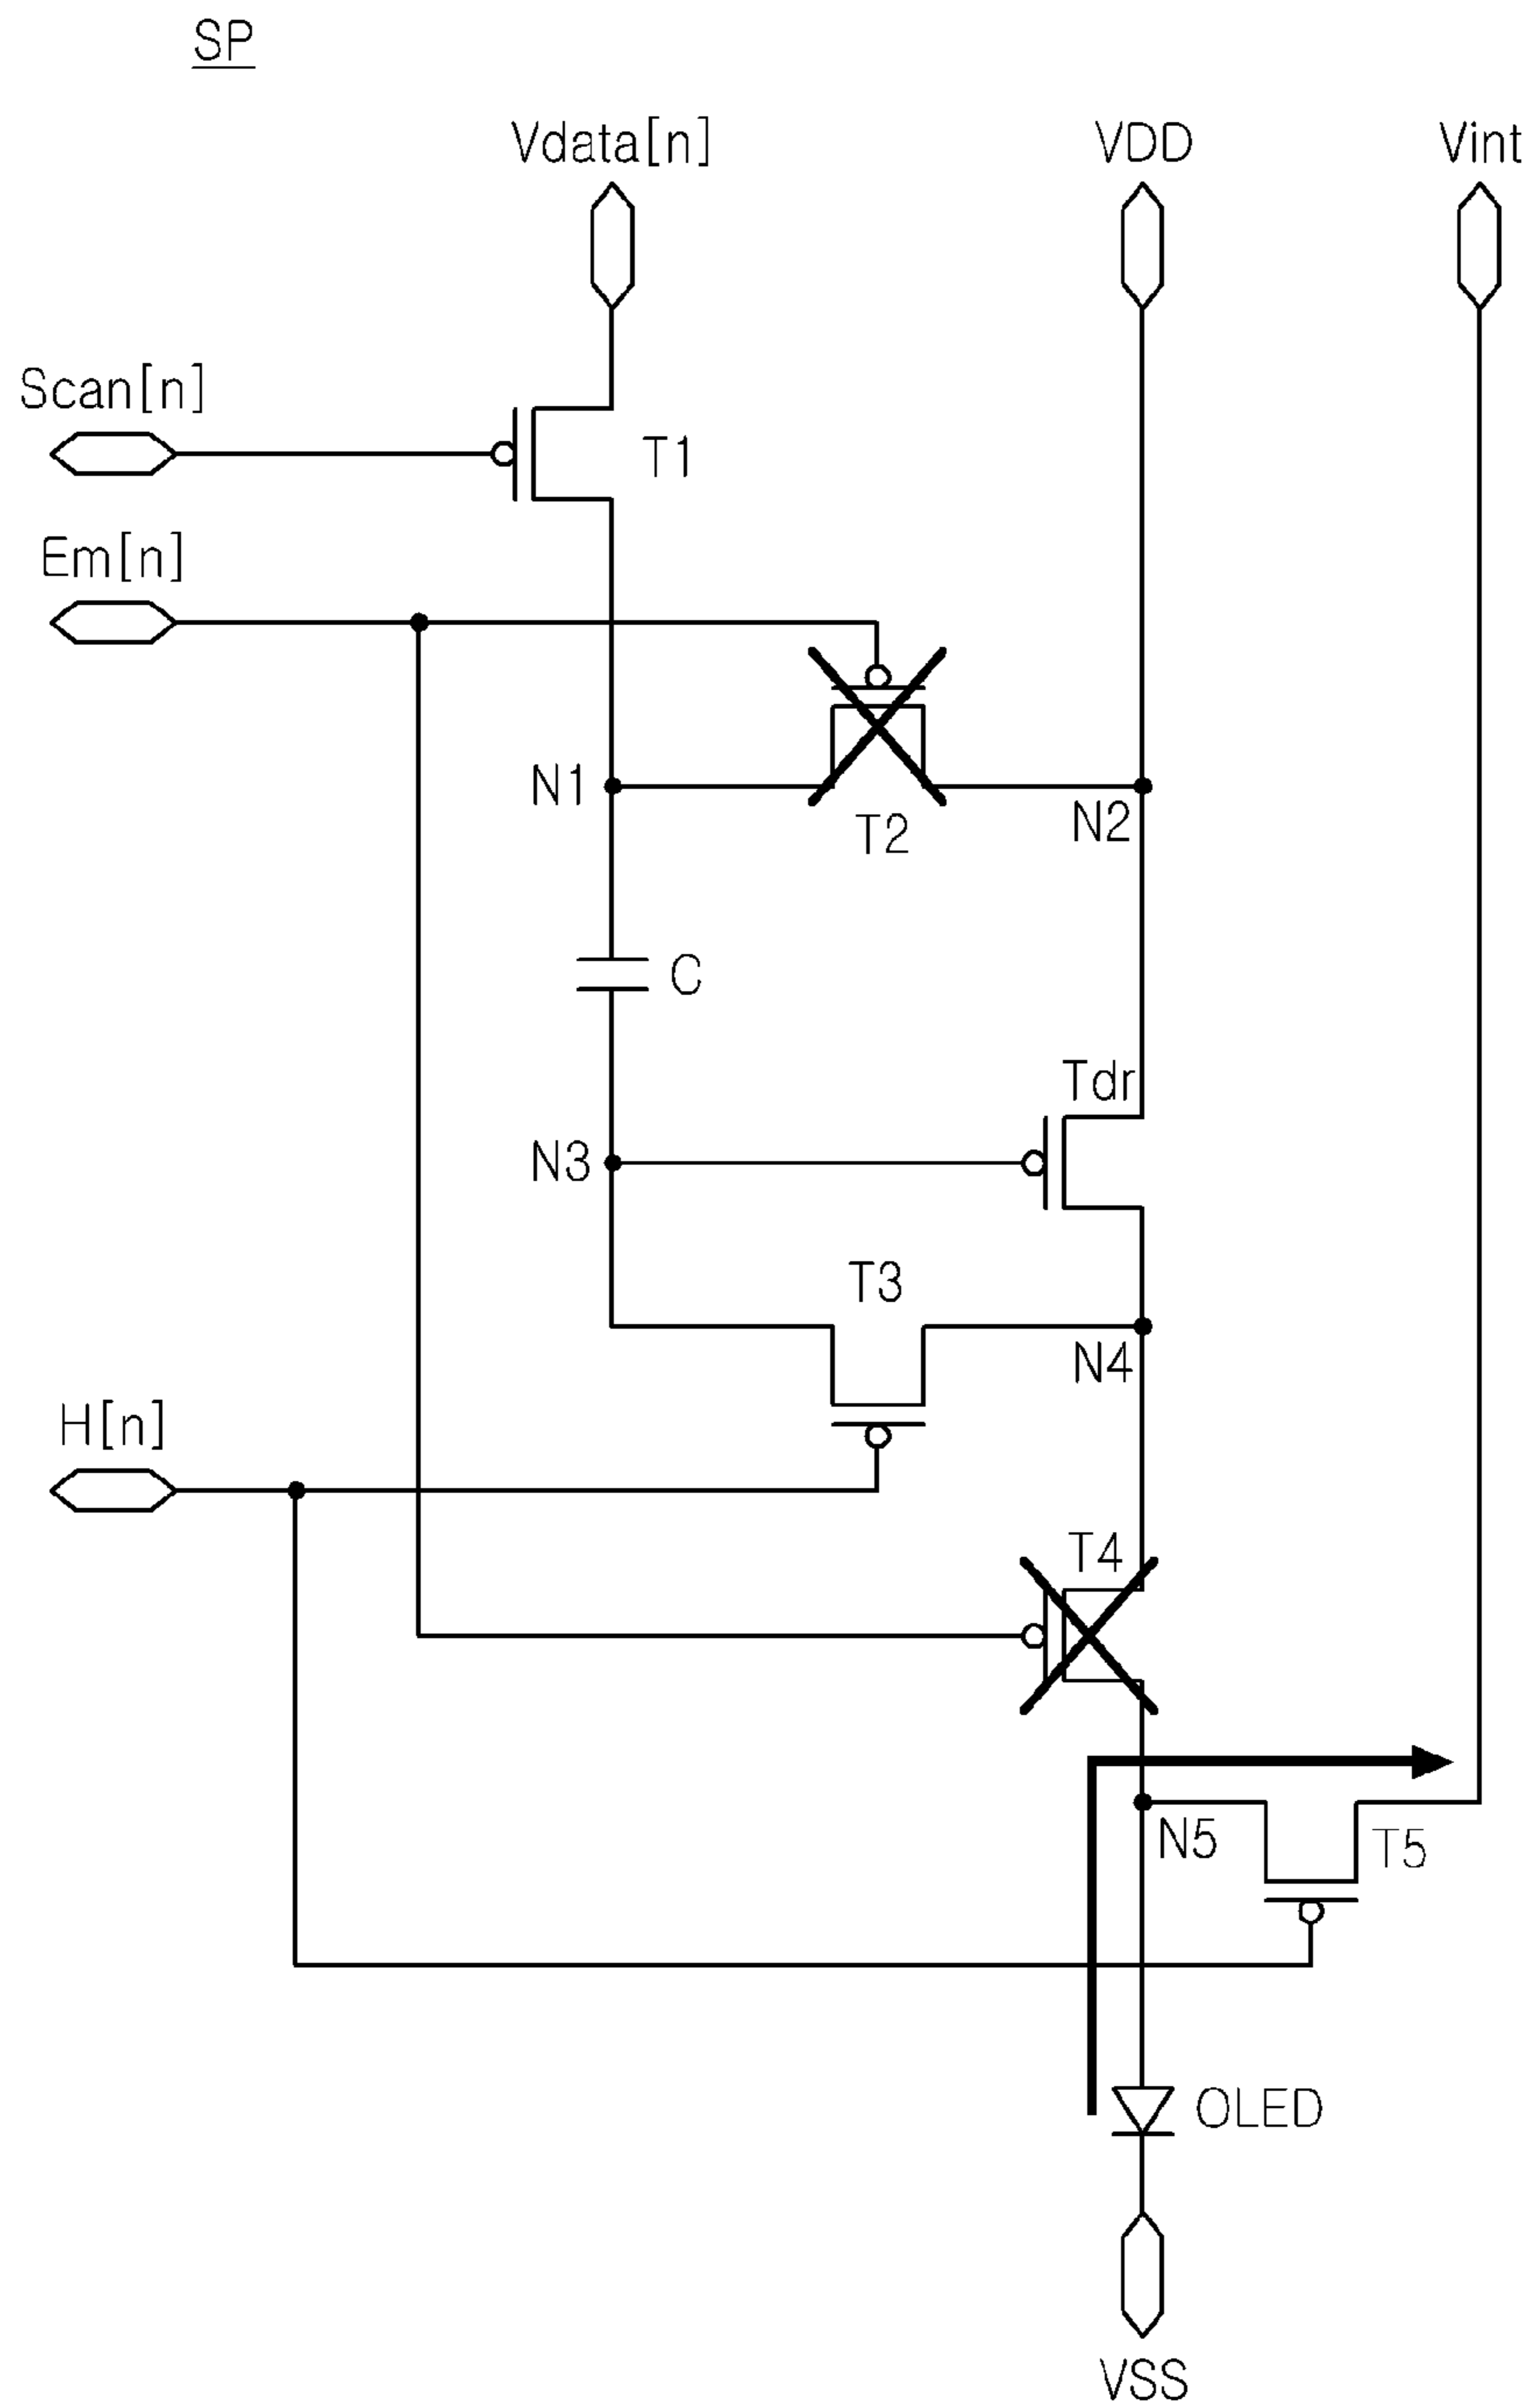 SP
Vdata[n]
VDD
Vint
Scan[n]
T1
Em[n]
N1
T2
N2
C
Tdr
N3
T3
N4
H[n]
T4
N5
T5
OLED
VSS